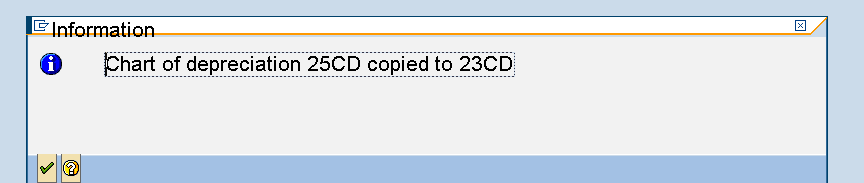 Information
Chart of depreciation 25CD copied to 23CD